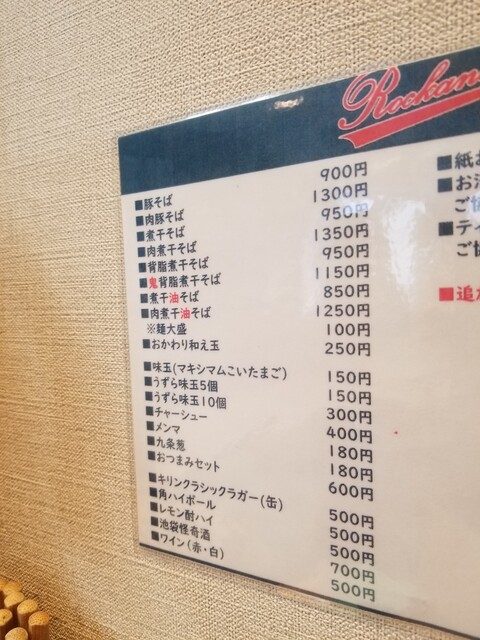 Rockan
■豚そば 900円
■肉豚そば 1300円
■煮干そば 950円
■肉煮干そば 1350円
■背脂煮干そば 950円
■鬼背脂煮干そば 1150円
■煮干油そば 850円
■肉煮干油そば 1250円
※麺大盛 100円
■おかわり和え玉 250円
■味玉(マキシマムこいたまご) 150円
■うずら味玉5個 150円
■うずら味玉10個 300円
■チャーシュー 400円
■メンマ 180円
■九条葱 180円
■おつまみセット 600円
■キリンクラシックラガー(缶) 500円
■角ハイボール 500円
■レモン酎ハイ 500円
■池袋怪奇酒 700円
■ワイン(赤・白) 500円
■紙お
■お沿
ご協
■ティ
ご協
■追か